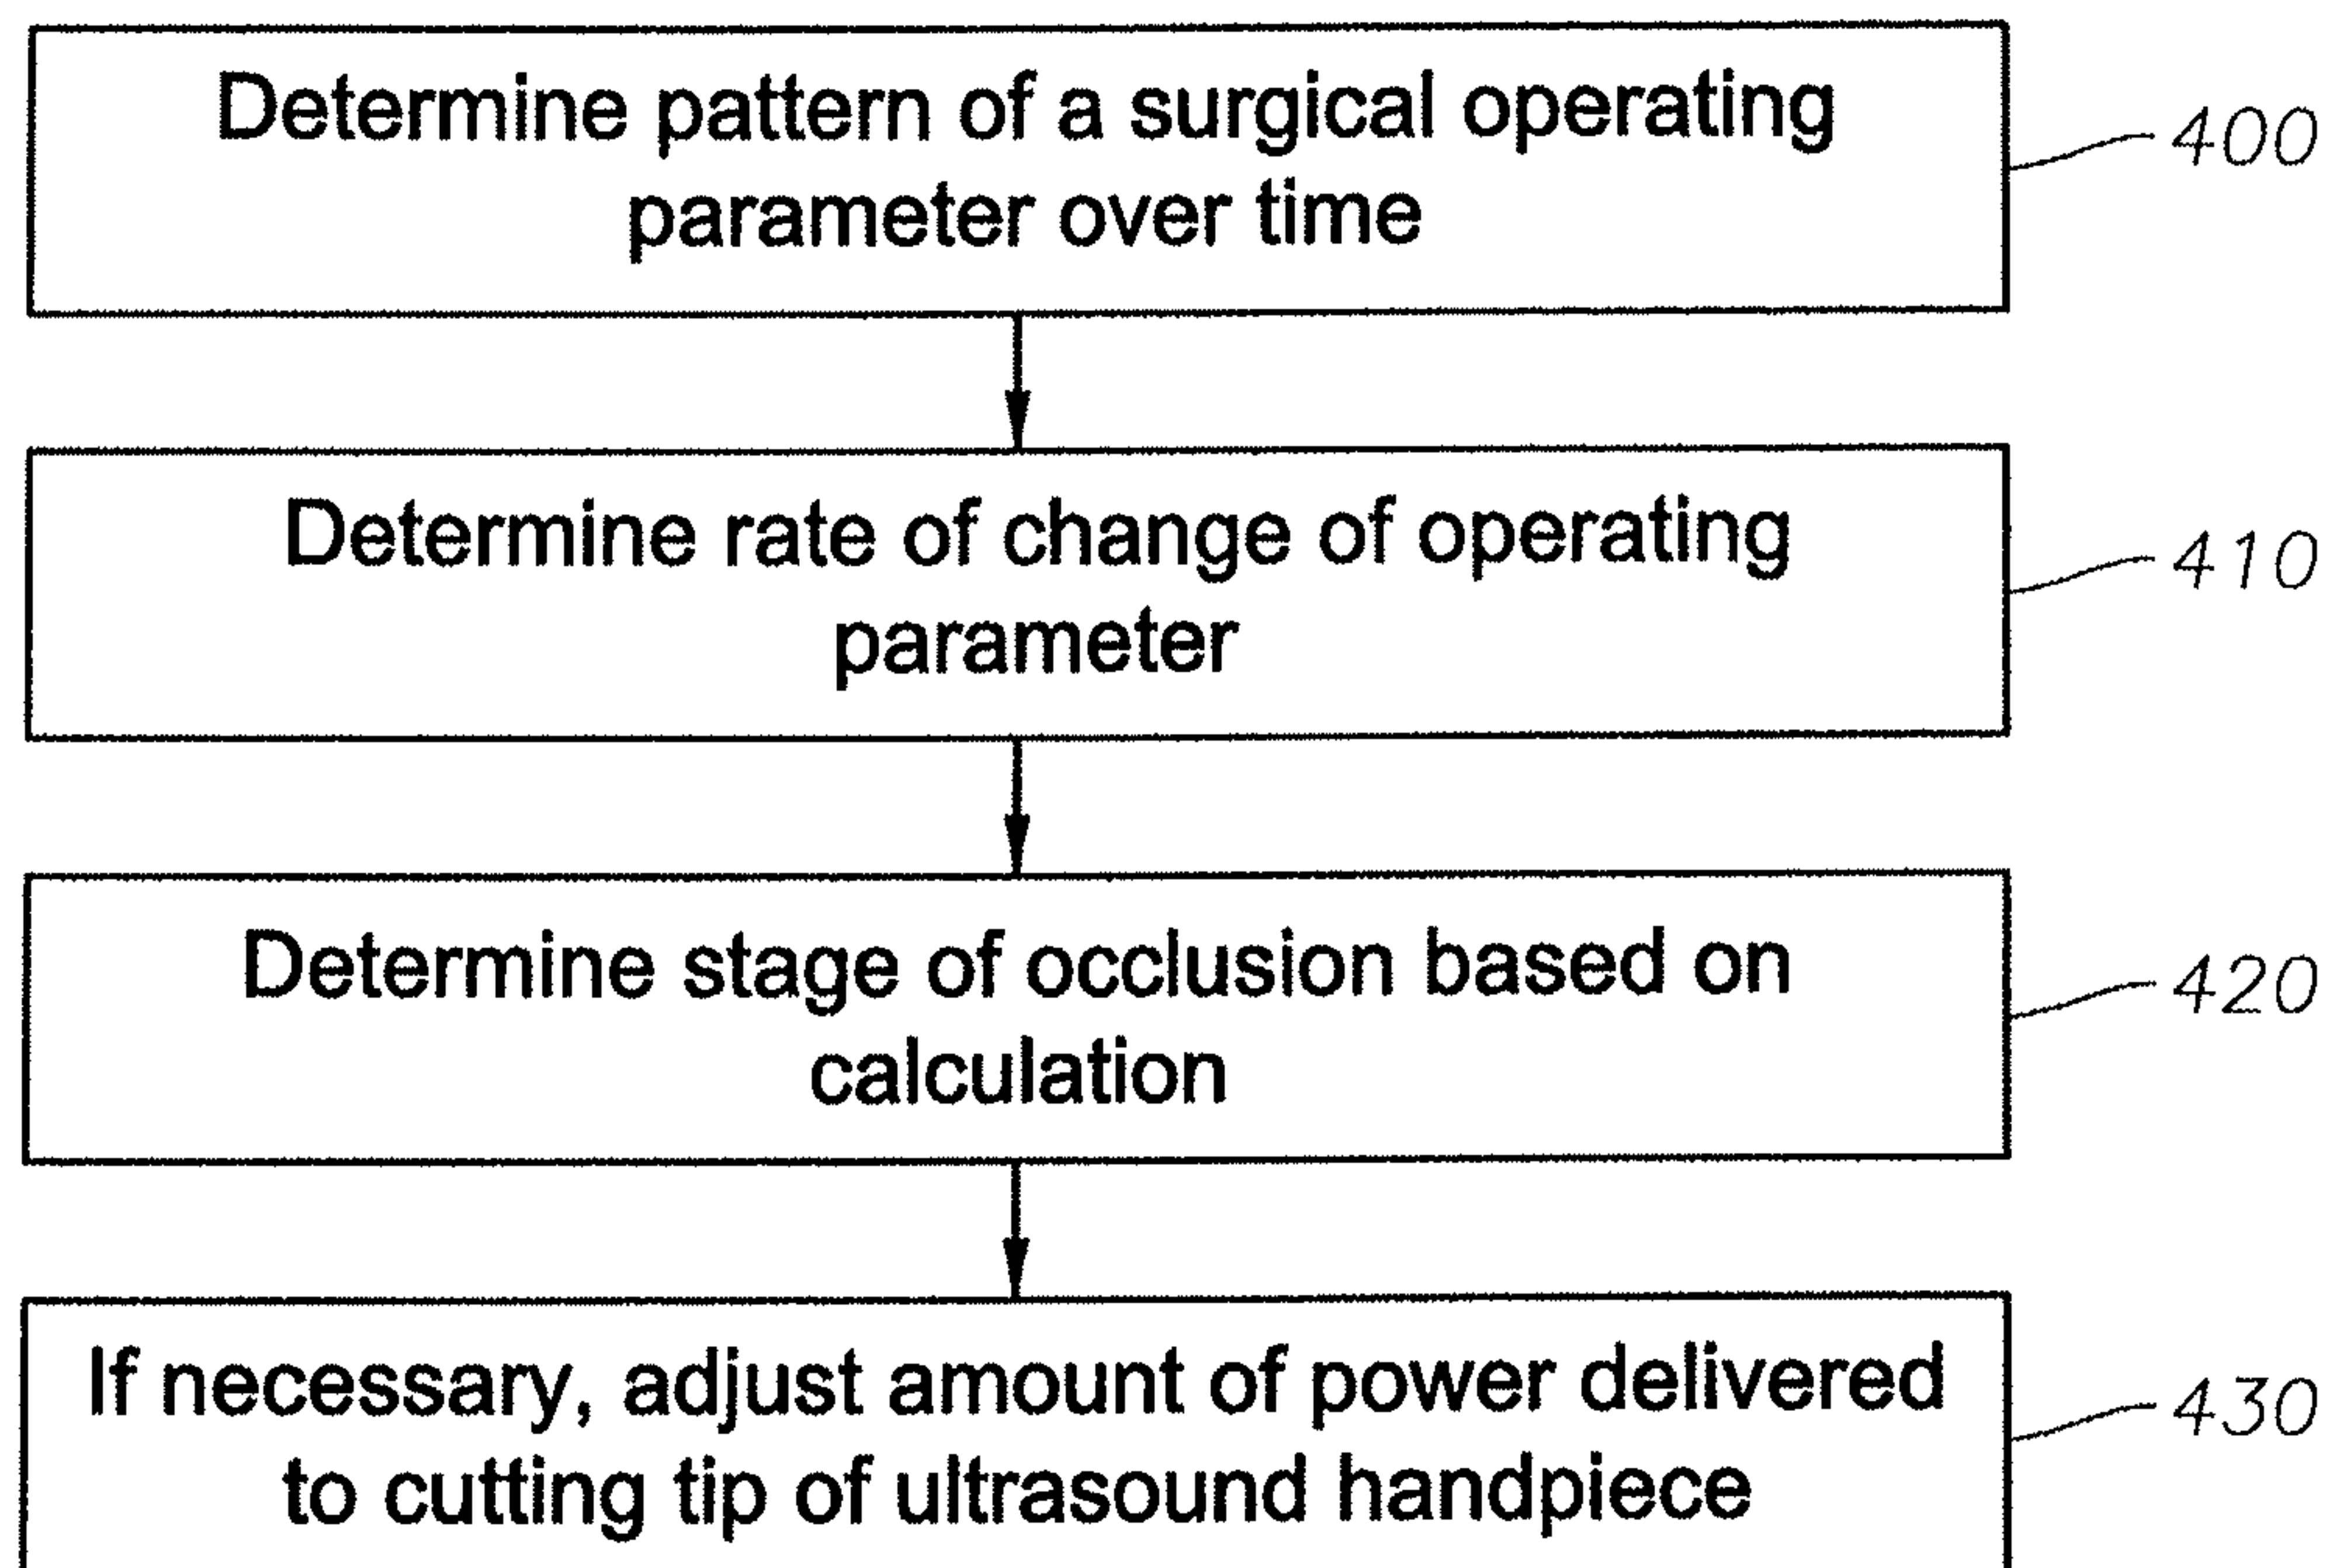 Determine pattern of a surgical operating
parameter over time
400
Determine rate of change of operating
parameter
410
Determine stage of occlusion based on
calculation
420
If necessary, adjust amount of power delivered
to cutting tip of ultrasound handpiece
430